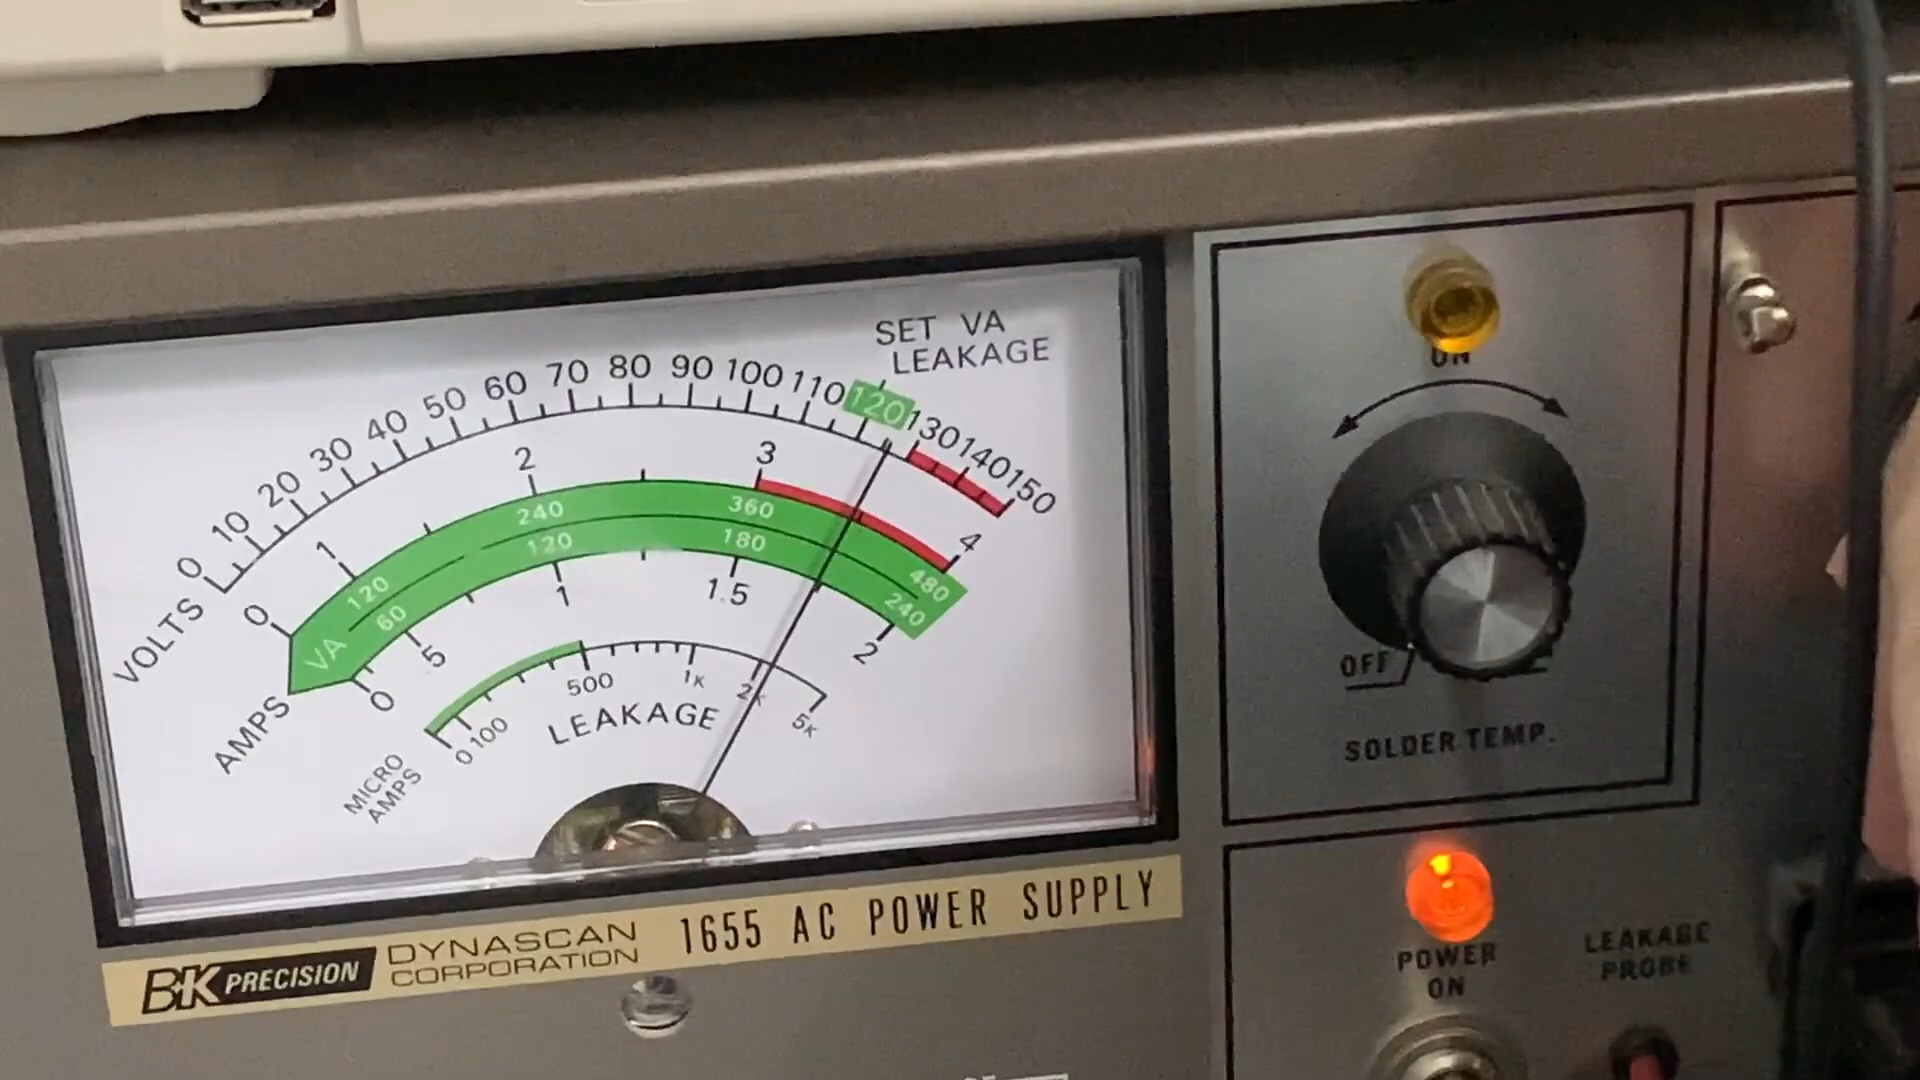 SET VA
LEAKAGE
0 10 20 30 40 50 60 70 80 90 100 110 120 130 140 150
VOLTS
0 1 2 3 4
120 240 360 480
VA
60 120 180 240
AMPS
0 .5 1 1.5 2
0 100 500 1K 2K 5K
LEAKAGE
MICRO
AMPS
BK PRECISION
DYNASCAN
CORPORATION
1655 AC POWER SUPPLY
ON
OFF
SOLDER TEMP.
POWER
ON
LEAKAGE
PROBE